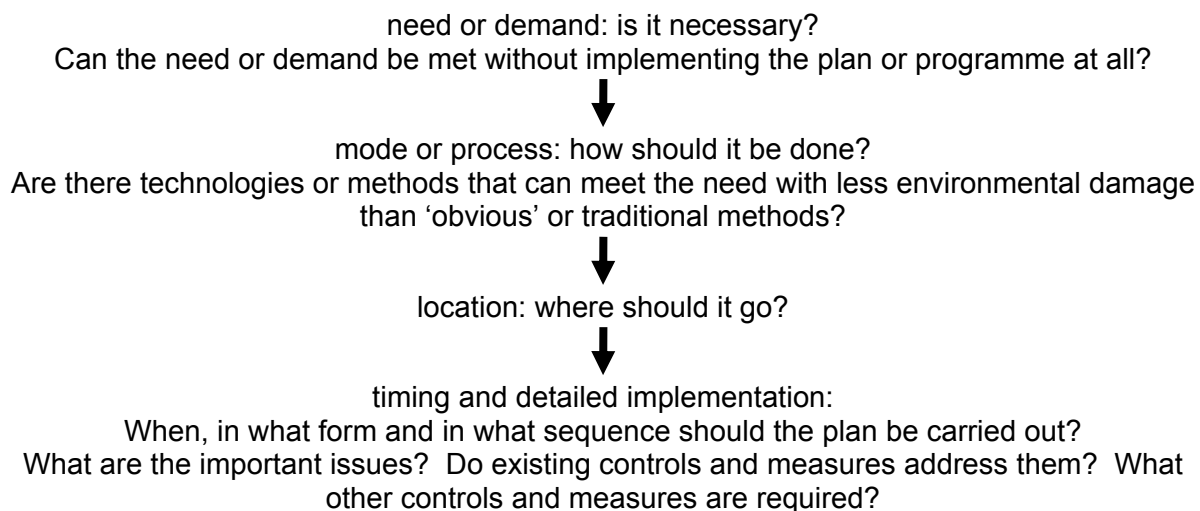 need or demand: is it necessary?
Can the need or demand be met without implementing the plan or programme at all?
mode or process: how should it be done?
Are there technologies or methods that can meet the need with less environmental damage
than ‘obvious’ or traditional methods?
location: where should it go?
timing and detailed implementation:
When, in what form and in what sequence should the plan be carried out?
What are the important issues?  Do existing controls and measures address them?  What
other controls and measures are required?